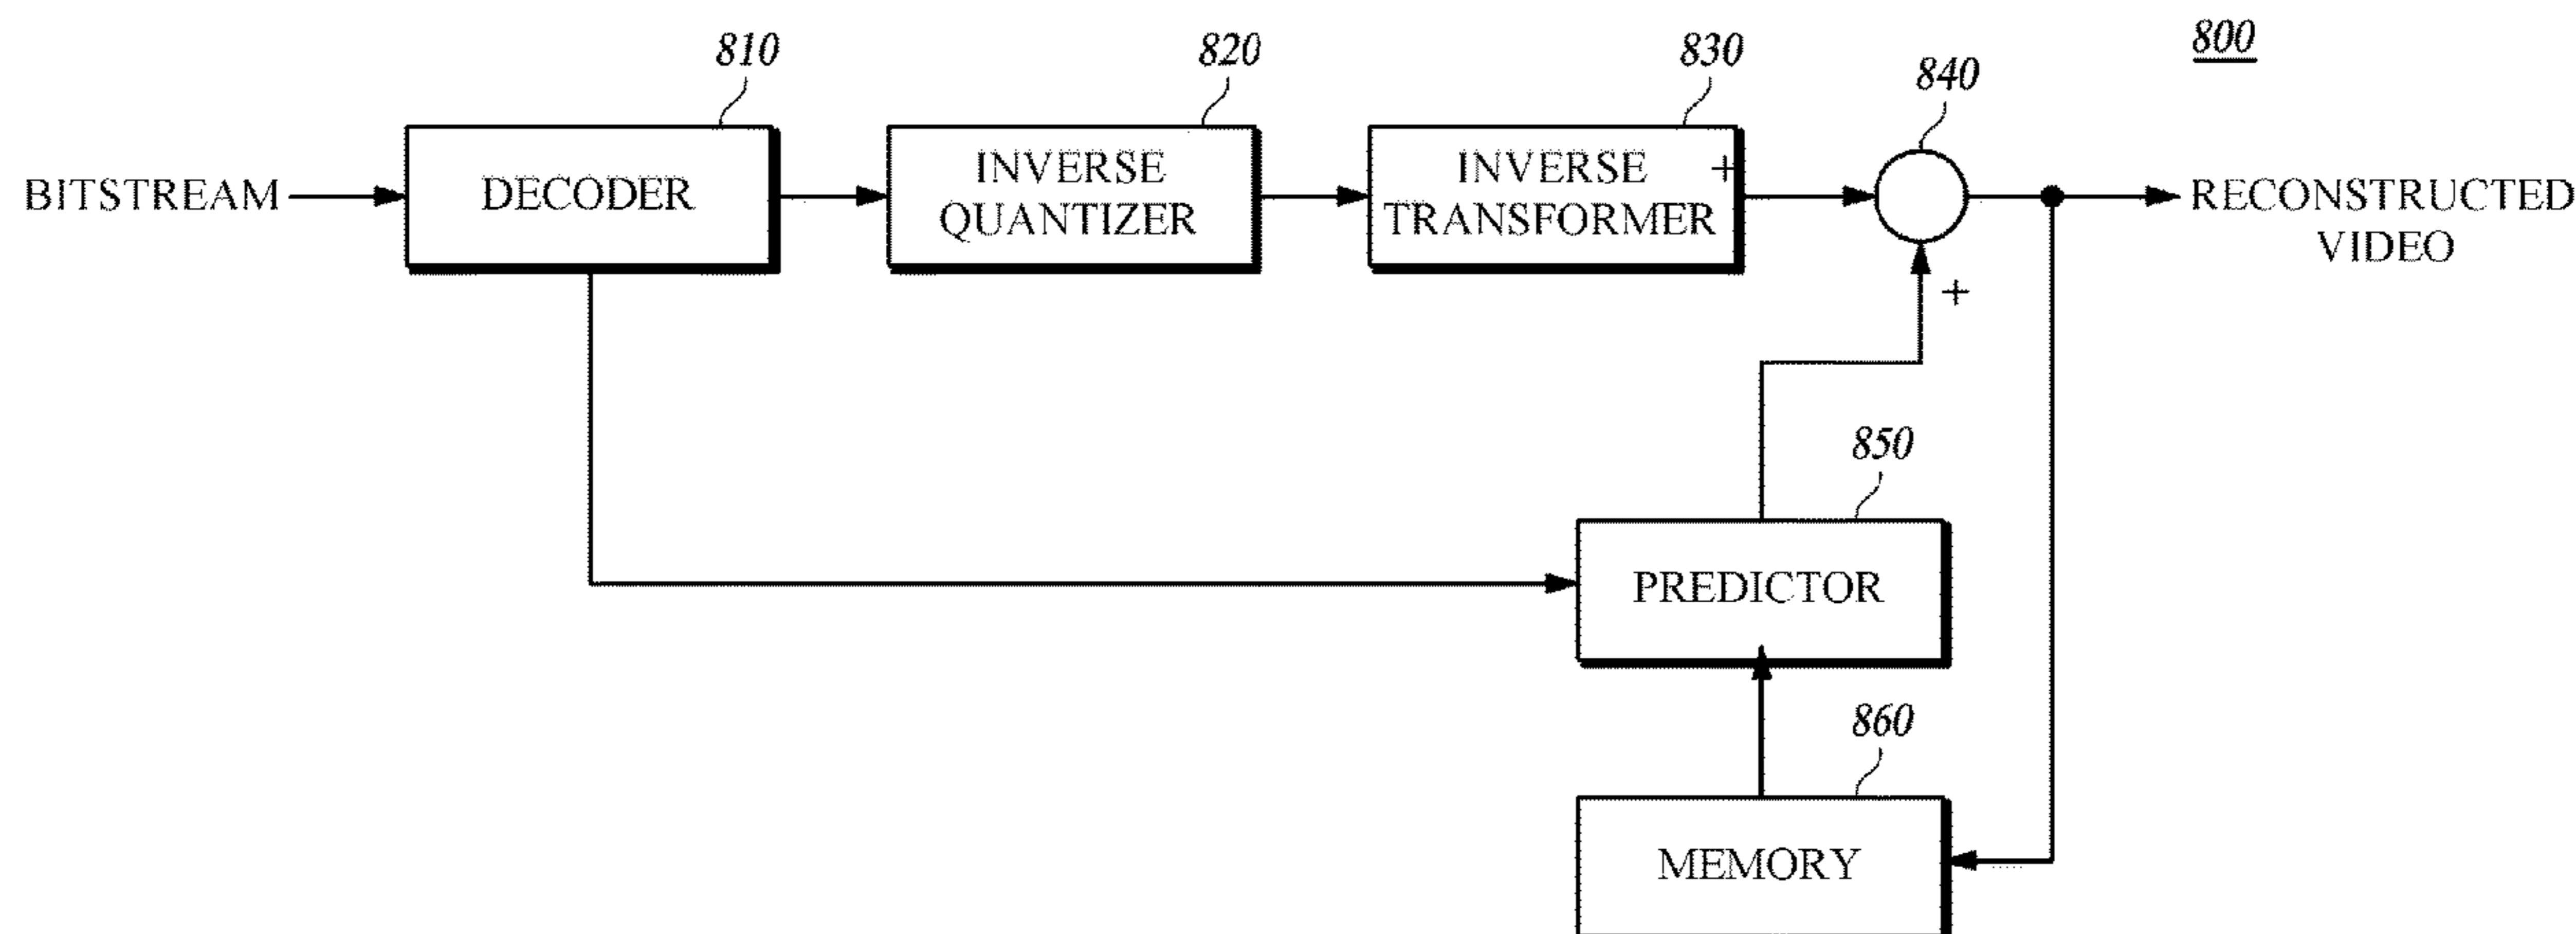 800
810
820
830
840
BITSTREAM
DECODER
INVERSE
QUANTIZER
INVERSE
TRANSFORMER
+
RECONSTRUCTED
VIDEO
+
850
PREDICTOR
860
MEMORY